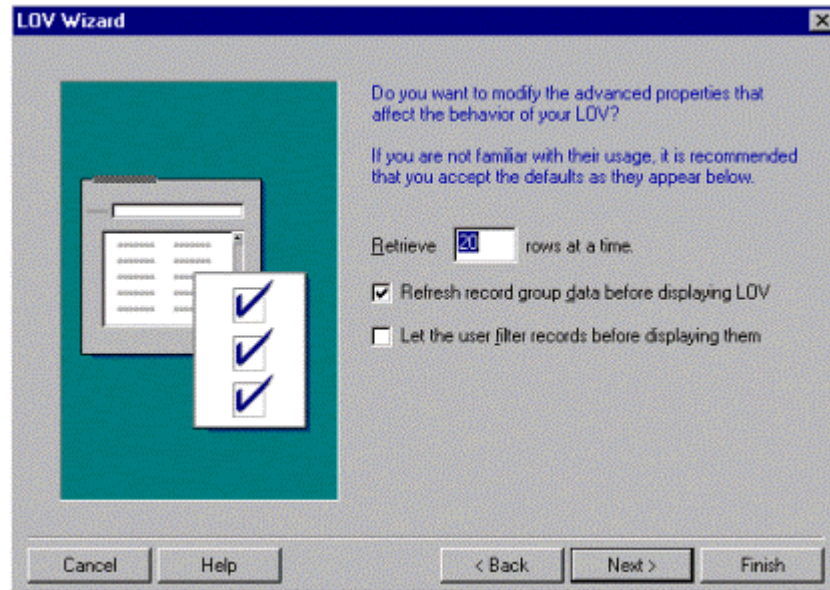 LOV Wizard
Do you want to modify the advanced properties that
affect the behavior of your LOV?
If you are not familiar with their usage, it is recommended
that you accept the defaults as they appear below.
Retrieve 20 rows at a time.
Refresh record group data before displaying LOV
Let the user filter records before displaying them
Cancel Help < Back Next > Finish